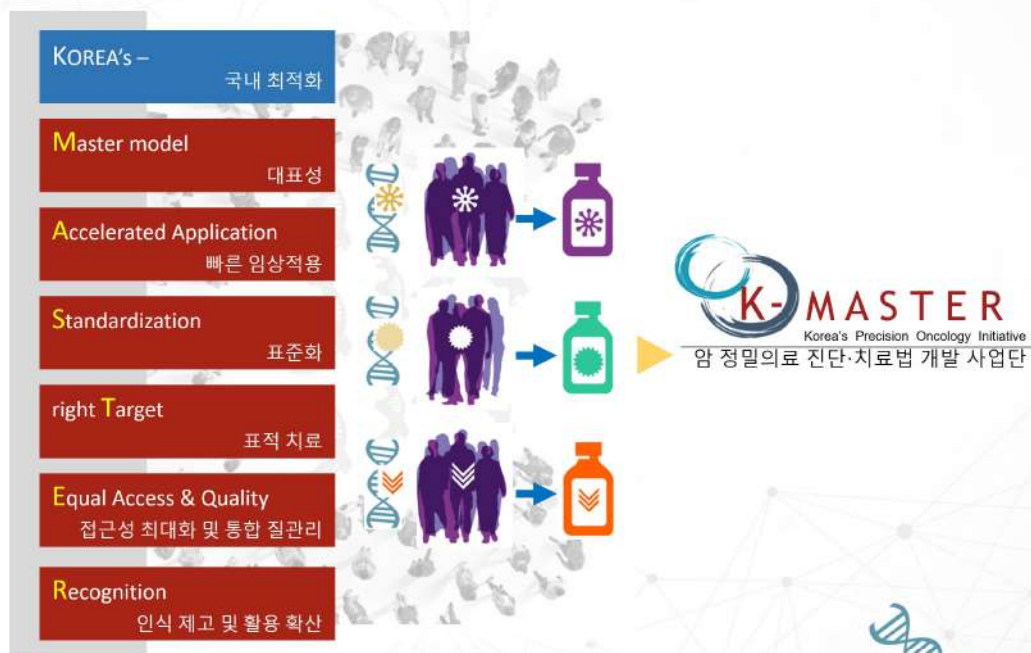 KOREA's –
국내 최적화
Master model
대표성
Accelerated Application
빠른 임상적용
Standardization
표준화
right Target
표적 치료
Equal Access & Quality
접근성 최대화 및 통합 질관리
Recognition
인식 제고 및 활용 확산
K-MASTER
Korea's Precision Oncology Initiative
암 정밀의료 진단·치료법 개발 사업단